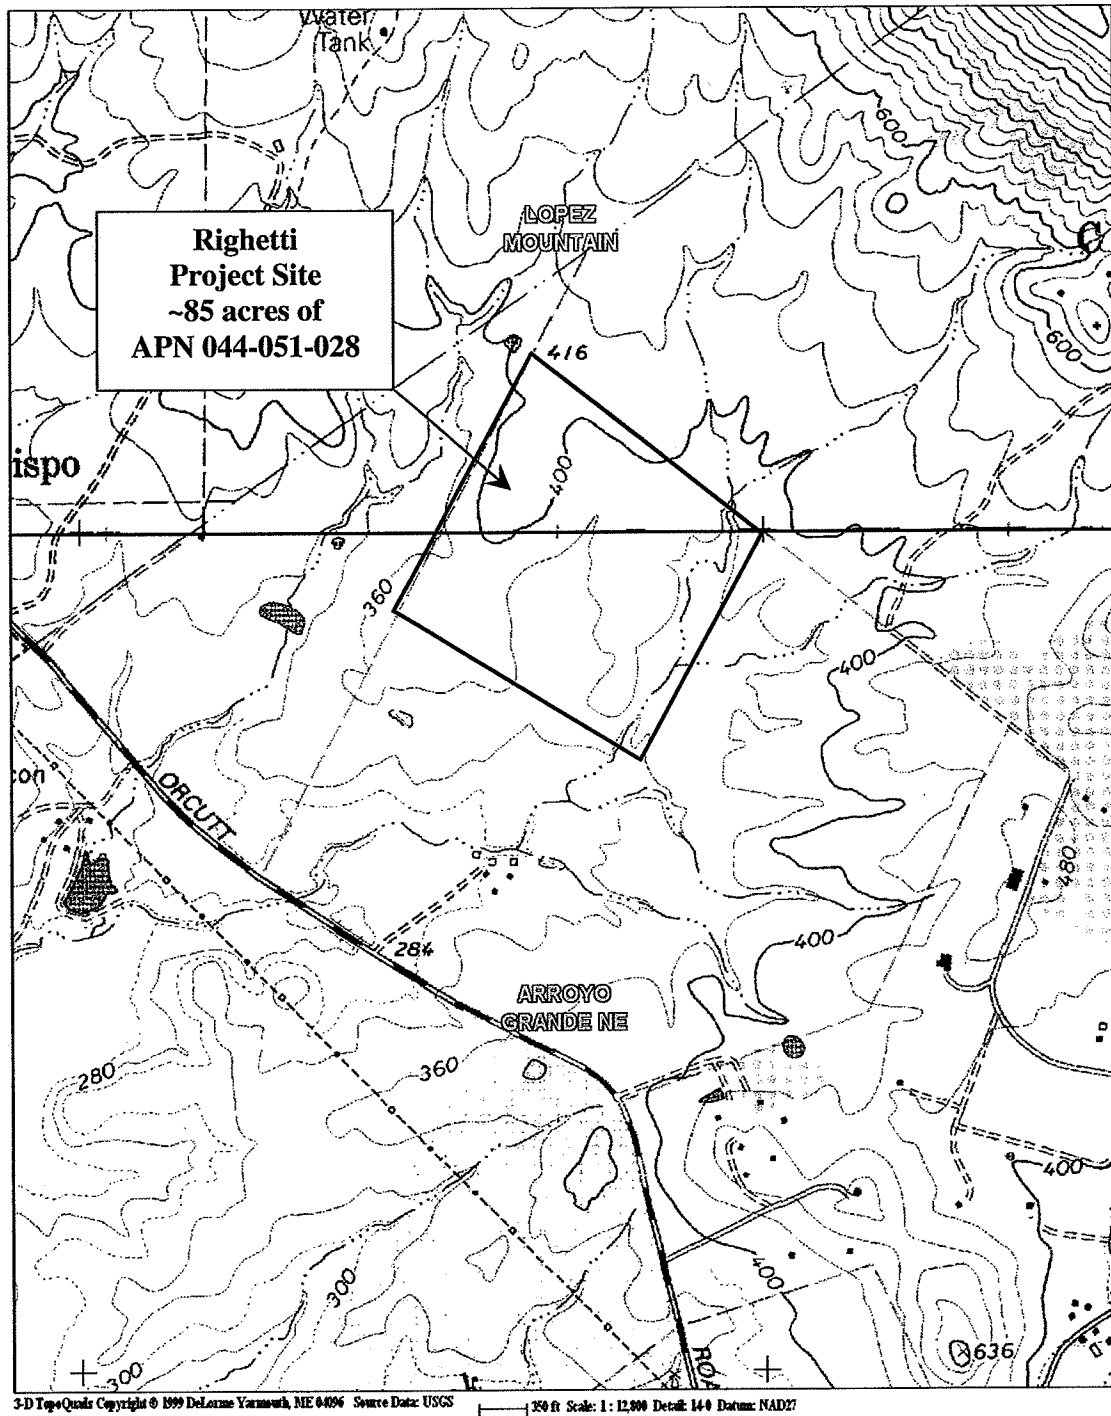 Water
Tank
600
LOPEZ
MOUNTAIN
C
Righetti
Project Site
~85 acres of
APN 044-051-028
600
416
ispo
400
360
400
con
ORCUTT
480
400
284
ARROYO
GRANDE NE
280
360
400
300
400
636
ROA
300
3-D TopoQuads Copyright © 1999 DeLorme Yarmouth, ME 04096 Source Data: USGS
350 ft Scale: 1 : 12,800 Detail: 14-0 Datum: NAD27